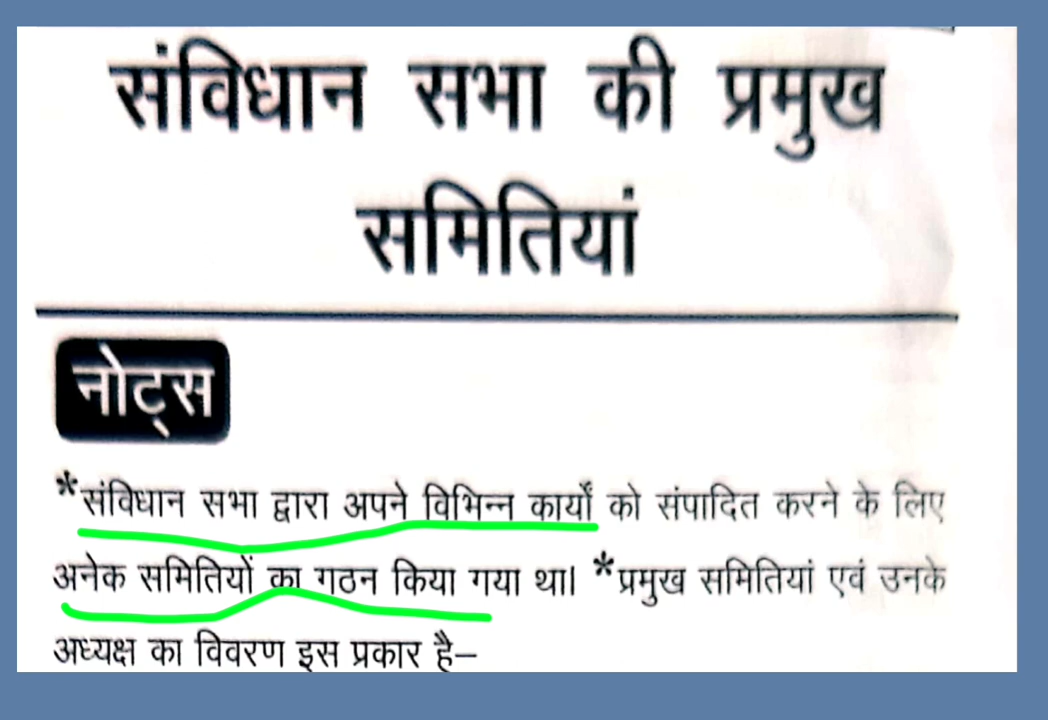 संविधान सभा की प्रमुख
समितियां
नोट्स
*संविधान सभा द्वारा अपने विभिन्न कार्यों को संपादित करने के लिए
अनेक समितियों का गठन किया गया था। *प्रमुख समितियां एवं उनके
अध्यक्ष का विवरण इस प्रकार है–